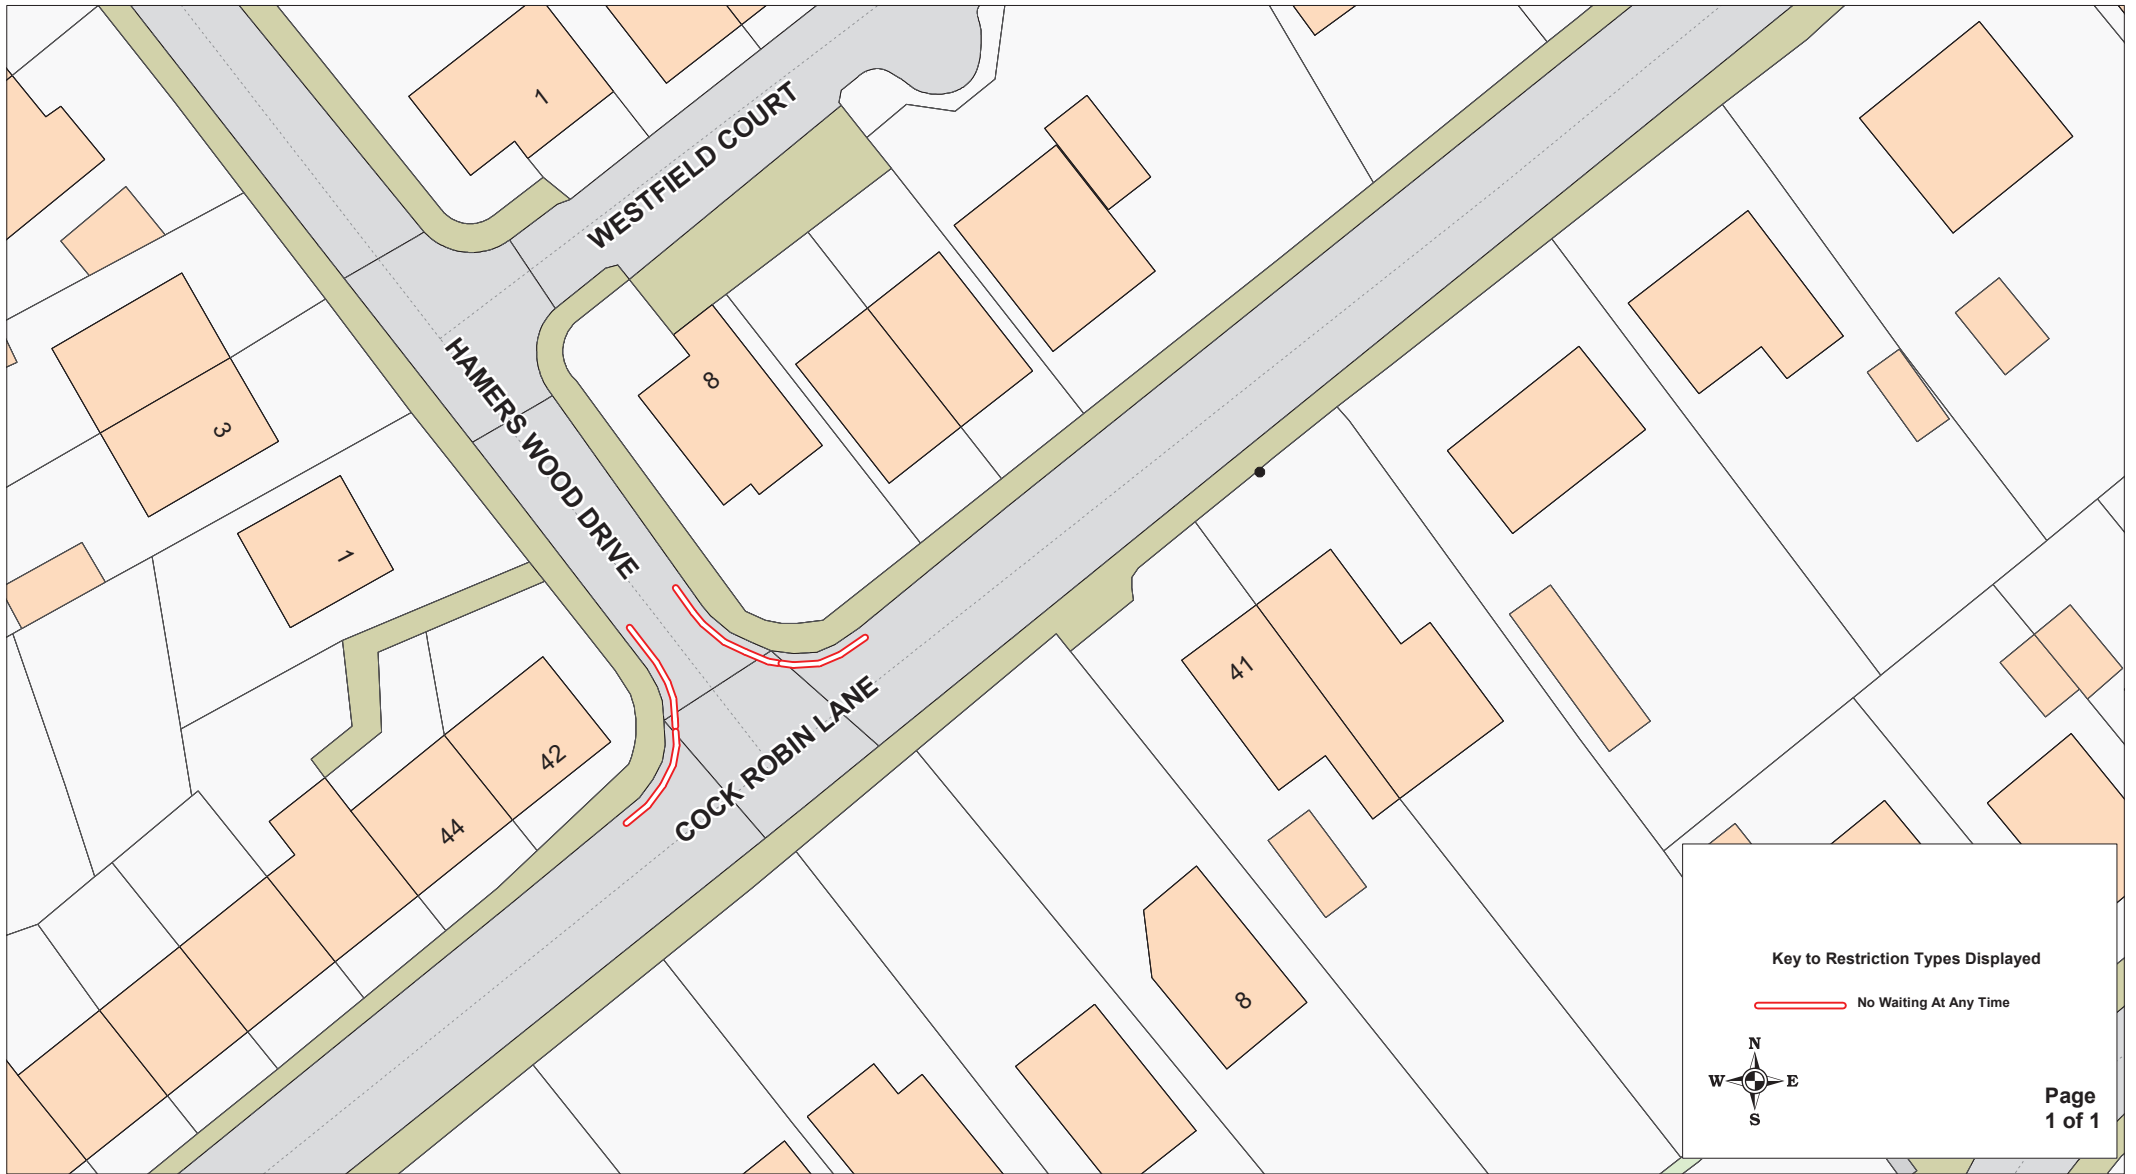 1
WESTFIELD COURT
HAMERS WOOD DRIVE
8
3
1
42
44
41
COCK ROBIN LANE
8
Key to Restriction Types Displayed
No Waiting At Any Time
N
W E
S
Page
1 of 1